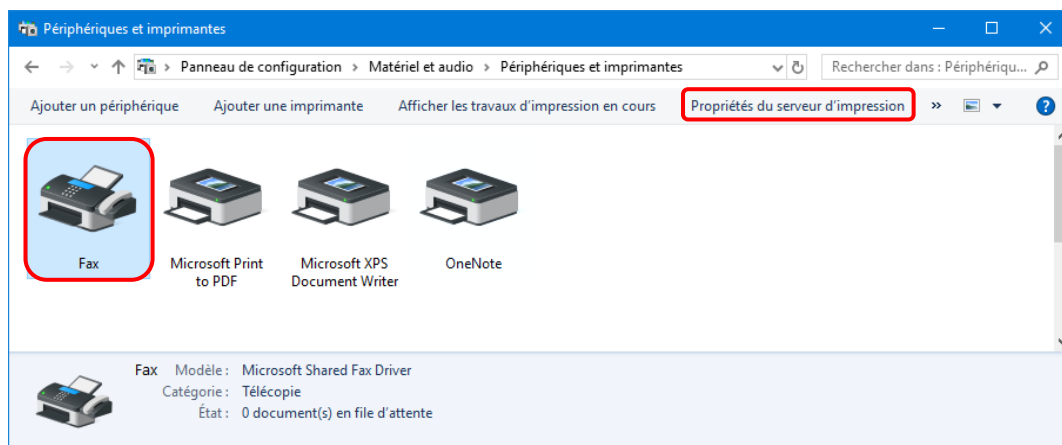 Périphériques et imprimantes
Panneau de configuration > Matériel et audio > Périphériques et imprimantes
Rechercher dans : Périphériqu...
Ajouter un périphérique Ajouter une imprimante Afficher les travaux d'impression en cours Propriétés du serveur d'impression »
Fax
Microsoft Print
to PDF
Microsoft XPS
Document Writer
OneNote
Fax Modèle : Microsoft Shared Fax Driver
Catégorie : Télécopie
État : 0 document(s) en file d'attente